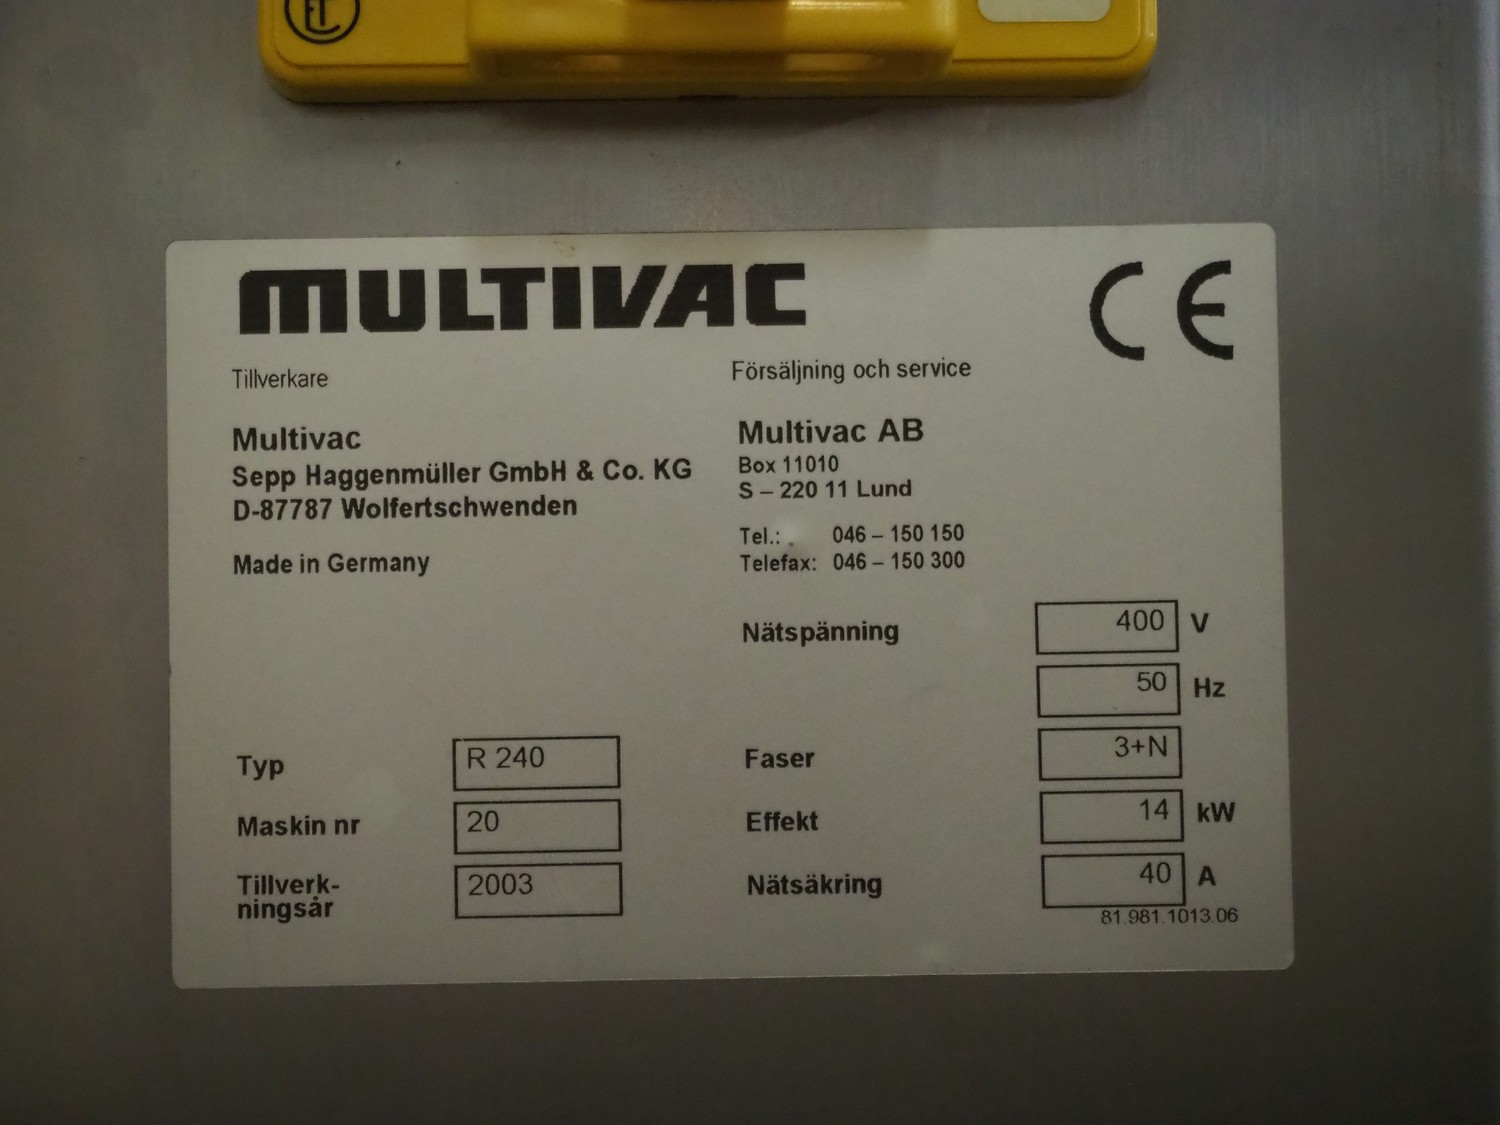 MULTIVAC
CE
Tillverkare
Försäljning och service
Multivac
Sepp Haggenmüller GmbH & Co. KG
D-87787 Wolfertschwenden
Made in Germany
Multivac AB
Box 11010
S – 220 11 Lund
Tel.: 046 – 150 150
Telefax: 046 – 150 300
Nätspänning 400 V
50 Hz
Typ R 240
Faser 3+N
Maskin nr 20
Effekt 14 kW
Tillverk-
ningsår 2003
Nätsäkring 40 A
81.981.1013.06